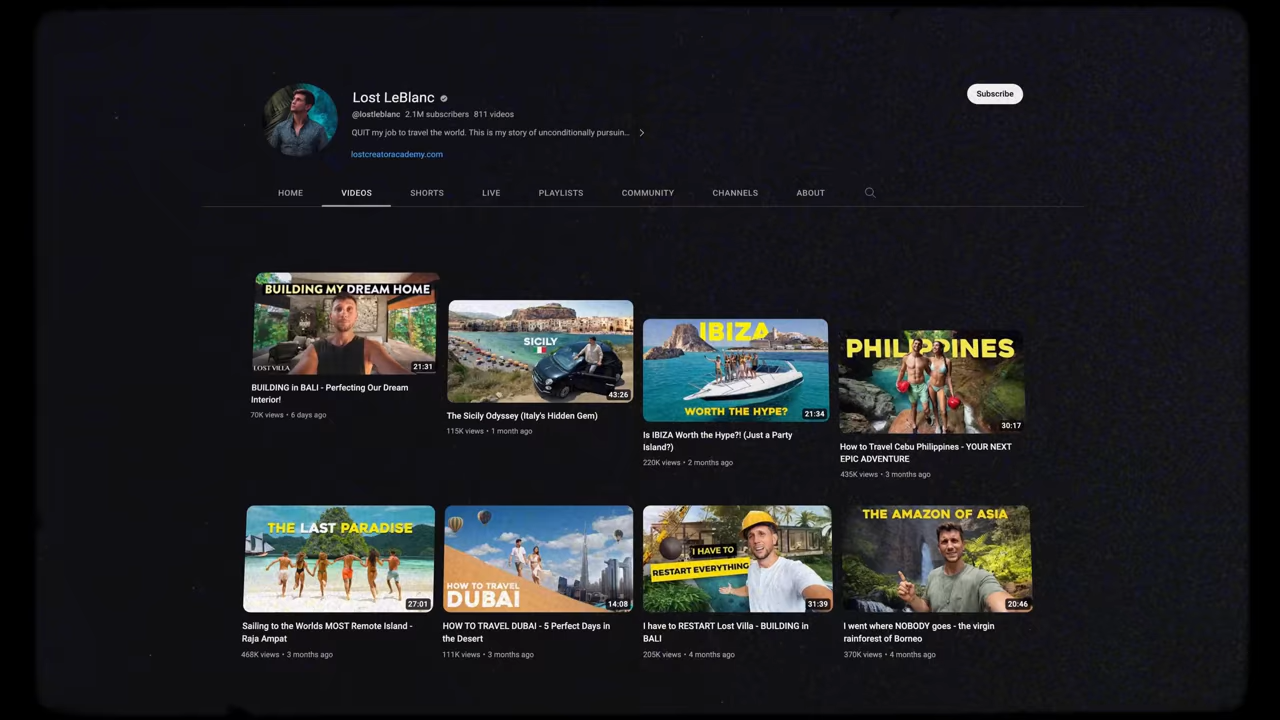 Lost LeBlanc
Subscribe
@lostleblanc 2.1M subscribers 811 videos
QUIT my job to travel the world. This is my story of unconditionally pursuin...
lostcreatoracademy.com
HOME
VIDEOS
SHORTS
LIVE
PLAYLISTS
COMMUNITY
CHANNELS
ABOUT
BUILDING MY DREAM HOME
LOST VILLA
21:31
BUILDING in BALI - Perfecting Our Dream
Interior!
70K views • 6 days ago
SICILY
43:26
The Sicily Odyssey (Italy's Hidden Gem)
115K views • 1 month ago
IBIZA
WORTH THE HYPE?
21:34
Is IBIZA Worth the Hype?! (Just a Party
Island?)
220K views • 2 months ago
PHILIPPINES
30:17
How to Travel Cebu Philippines - YOUR NEXT
EPIC ADVENTURE
435K views • 3 months ago
THE LAST PARADISE
27:01
Sailing to the Worlds MOST Remote Island -
Raja Ampat
468K views • 3 months ago
HOW TO TRAVEL
DUBAI
14:08
HOW TO TRAVEL DUBAI - 5 Perfect Days in
the Desert
111K views • 3 months ago
I HAVE TO
RESTART EVERYTHING
31:39
I have to RESTART Lost Villa - BUILDING in
BALI
205K views • 4 months ago
THE AMAZON OF ASIA
20:46
I went where NOBODY goes - the virgin
rainforest of Borneo
370K views • 4 months ago